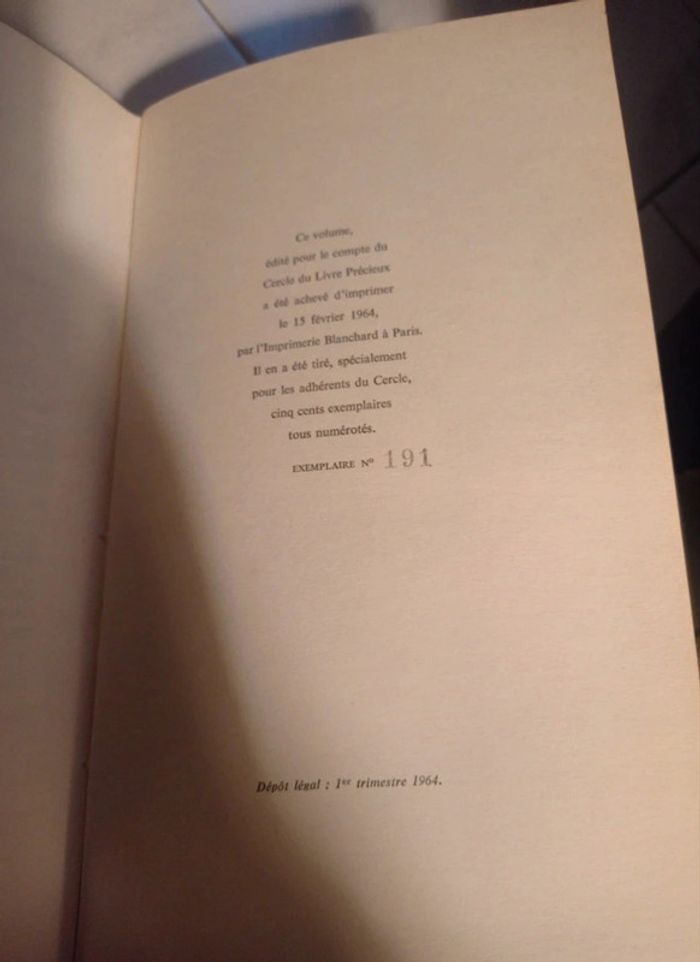 Ce volume,
édité pour le compte du
Cercle du Livre Précieux
a été achevé d'imprimer
le 15 février 1964,
par l'Imprimerie Blanchard à Paris.
Il en a été tiré, spécialement
pour les adhérents du Cercle,
cinq cents exemplaires
tous numérotés.
EXEMPLAIRE Nº 191
Dépôt légal : 1er trimestre 1964.